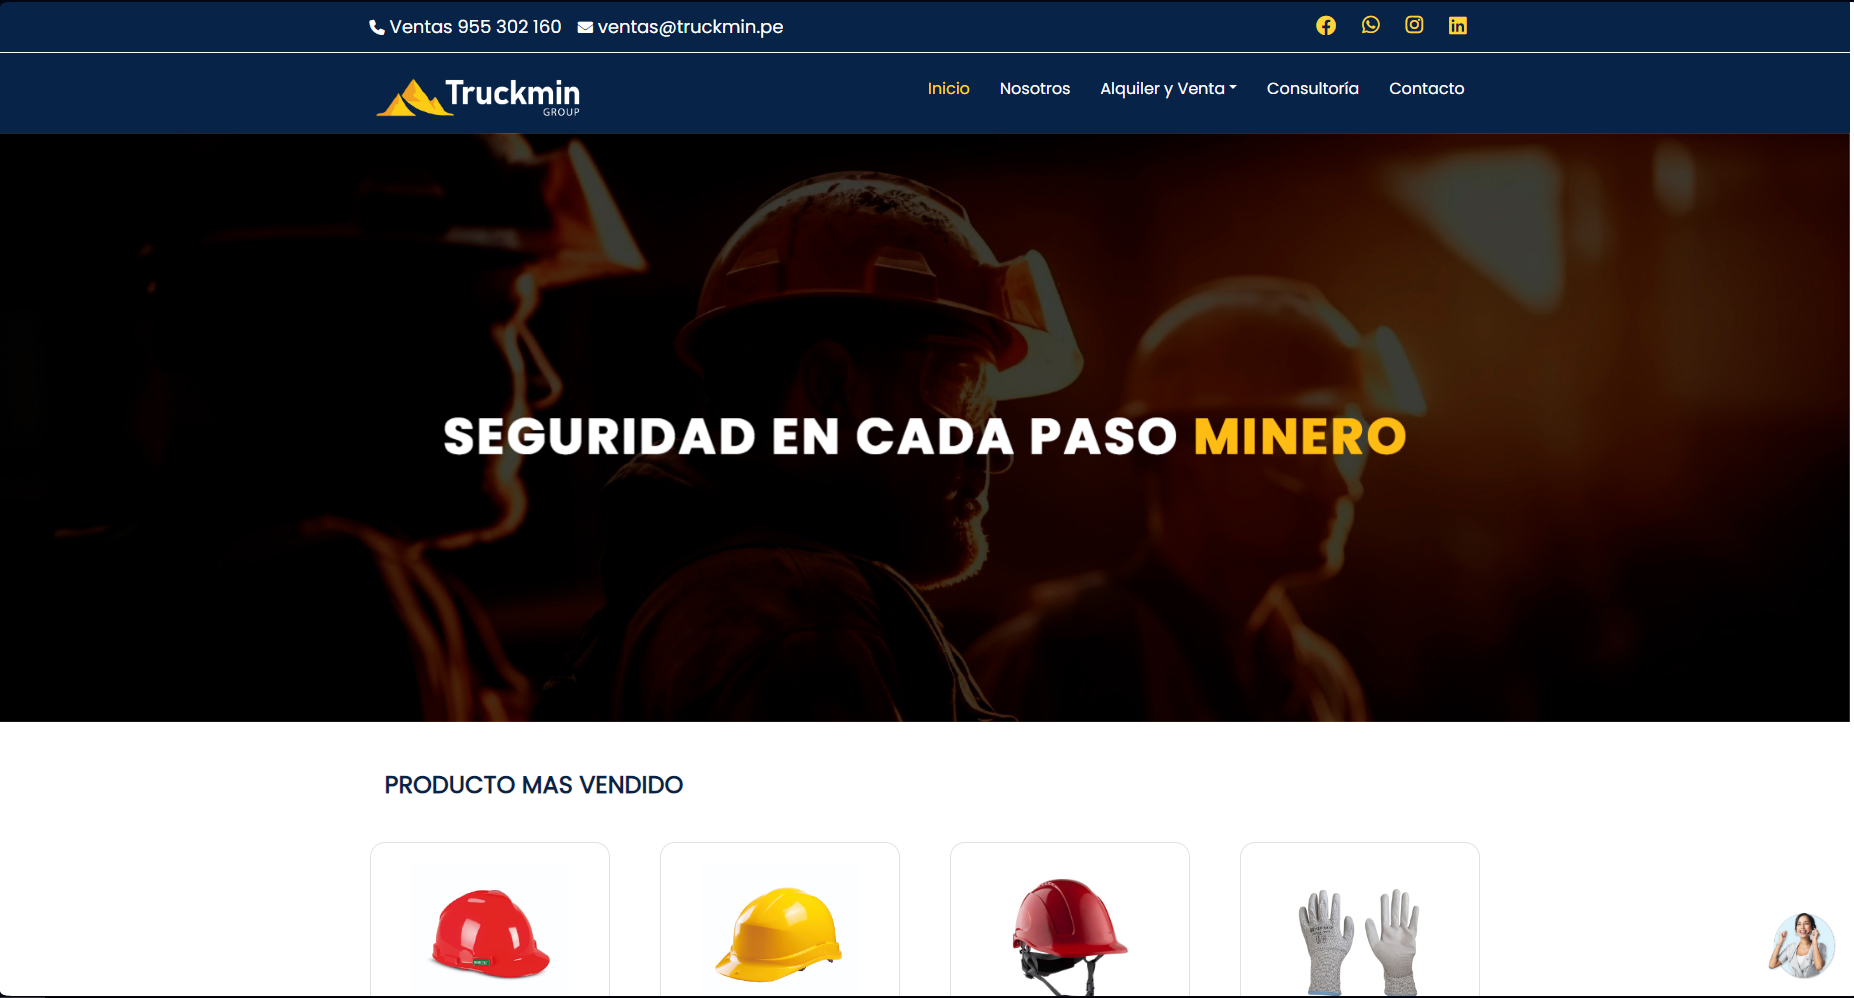 Ventas 955 302 160 ventas@truckmin.pe
Truckmin
GROUP
Inicio Nosotros Alquiler y Venta Consultoría Contacto
SEGURIDAD EN CADA PASO MINERO
PRODUCTO MAS VENDIDO